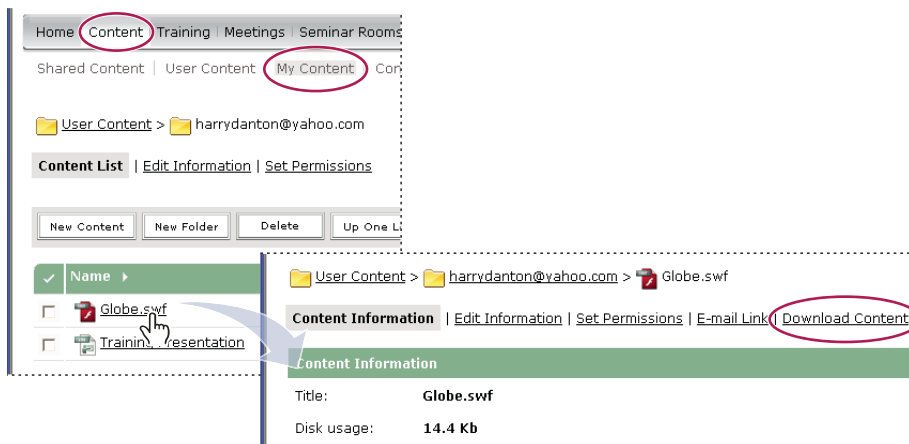 Home | Content | Training | Meetings | Seminar Rooms
Shared Content | User Content | My Content | Con
User Content > harrydanton@yahoo.com
Content List | Edit Information | Set Permissions
New Content New Folder Delete Up One L
Name
Globe.swf
Training Presentation
User Content > harrydanton@yahoo.com > Globe.swf
Content Information | Edit Information | Set Permissions | E-mail Link | Download Content
Content Information
Title: Globe.swf
Disk usage: 14.4 Kb